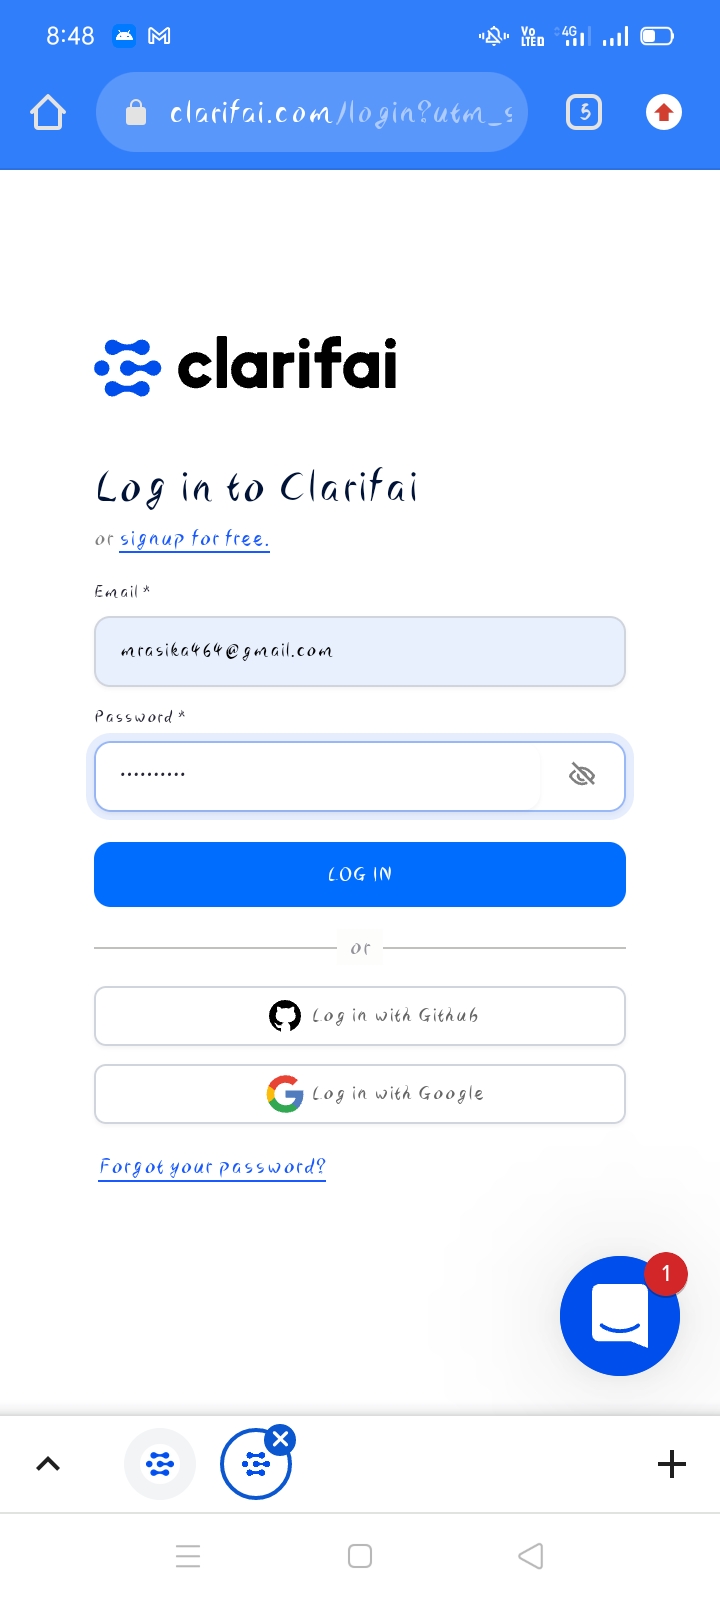 8:48
Vo
LTED
4G
clarifai.com/login?utm_s
5
clarifai
Log in to Clarifai
or signup for free.
Email *
mrasika464@gmail.com
Password *
••••••••••
LOG IN
or
Log in with Github
Log in with Google
Forgot your password?
1